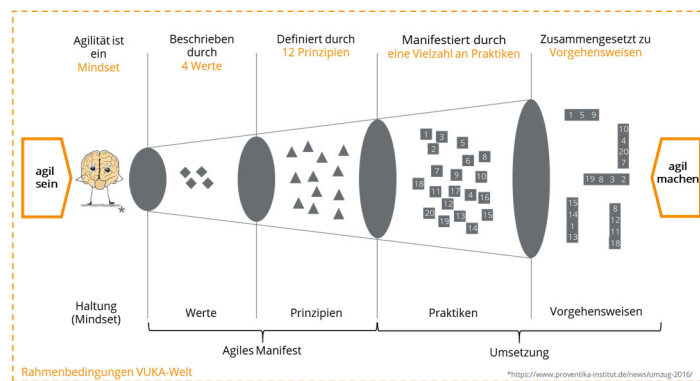 Agilität ist
ein
Mindset
Beschrieben
durch
4 Werte
Definiert durch
12 Prinzipien
Manifestiert durch
eine Vielzahl an Praktiken
Zusammengesetzt zu
Vorgehensweisen
agil
sein
*
1
3
2
5
6
8
7
9
10
18
11
17
4
16
12
20
19
13
15
14
1 5 9
10
4
20
7
19 8 3 2
15
14
1
13
8
12
11
18
agil
machen
Haltung
(Mindset)
Werte
Prinzipien
Praktiken
Vorgehensweisen
Agiles Manifest
Umsetzung
Rahmenbedingungen VUKA-Welt
*https://www.proventika-institut.de/news/umzug-2016/